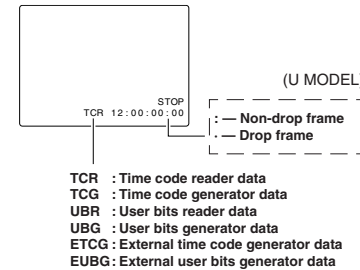 (U MODEL)
STOP
TCR 12:00:00:00
: — Non-drop frame
. — Drop frame
TCR : Time code reader data
TCG : Time code generator data
UBR : User bits reader data
UBG : User bits generator data
ETCG : External time code generator data
EUBG : External user bits generator data